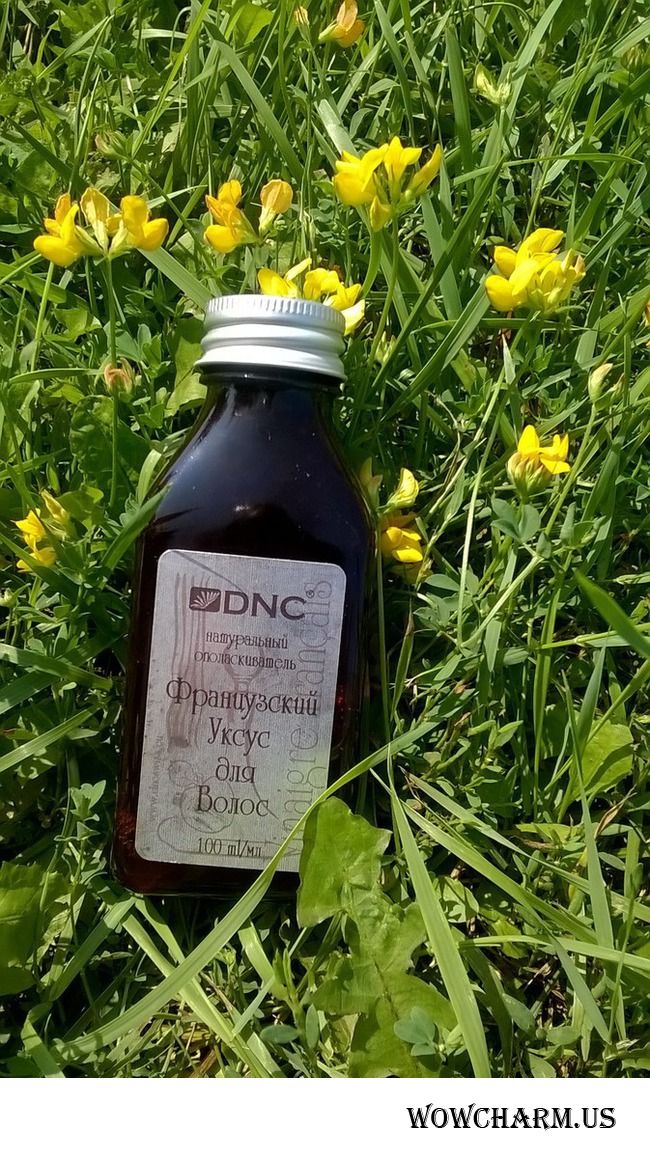 DNC®
натуральный
ополаскиватель
Французский
Уксус
для
Волос
100 ml/мл
WOWCHARM.US